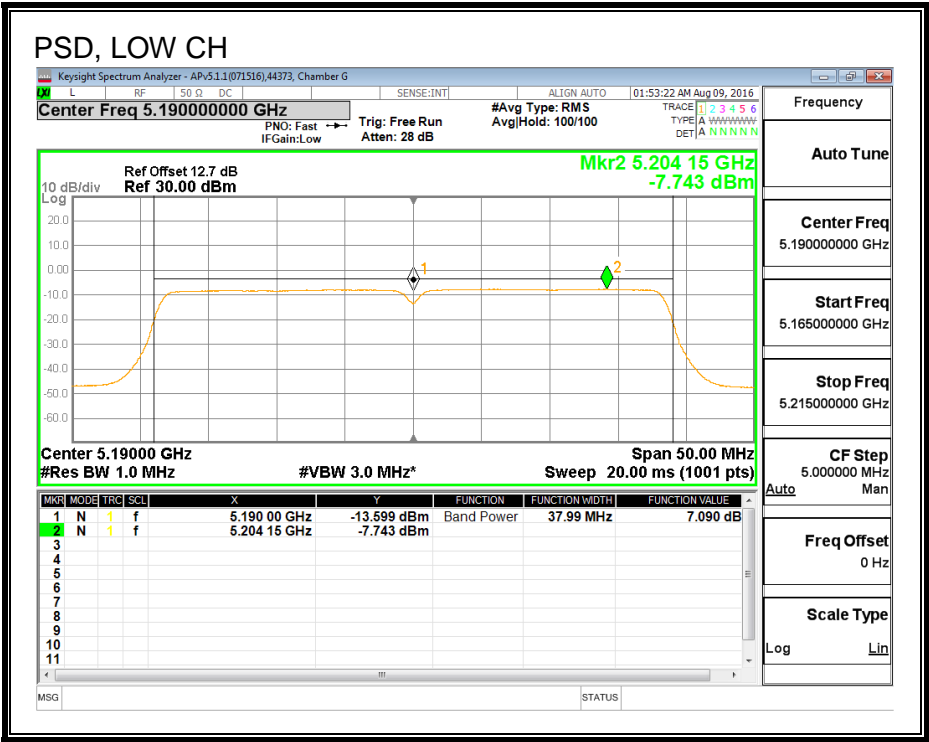 PSD, LOW CH
Keysight Spectrum Analyzer - APv5.1.1(071516),44373, Chamber G
LXI L RF 50 Ω DC SENSE:INT ALIGN AUTO 01:53:22 AM Aug 09, 2016
Center Freq 5.190000000 GHz
PNO: Fast
IFGain:Low
Trig: Free Run
Atten: 28 dB
#Avg Type: RMS
Avg|Hold: 100/100
TRACE 1 2 3 4 5 6
TYPE A WWWWW
DET A N N N N N
Mkr2 5.204 15 GHz
-7.743 dBm
Ref Offset 12.7 dB
10 dB/div Ref 30.00 dBm
Log
20.0
10.0
0.00
-10.0
-20.0
-30.0
-40.0
-50.0
-60.0
1
2
Center 5.19000 GHz Span 50.00 MHz
#Res BW 1.0 MHz #VBW 3.0 MHz* Sweep 20.00 ms (1001 pts)
MKR MODE TRC SCL X Y FUNCTION FUNCTION WIDTH FUNCTION VALUE
1 N 1 f 5.190 00 GHz -13.599 dBm Band Power 37.99 MHz 7.090 dB
2 N 1 f 5.204 15 GHz -7.743 dBm
3
4
5
6
7
8
9
10
11
MSG STATUS
Frequency
Auto Tune
Center Freq
5.190000000 GHz
Start Freq
5.165000000 GHz
Stop Freq
5.215000000 GHz
CF Step
5.000000 MHz
Auto Man
Freq Offset
0 Hz
Scale Type
Log Lin